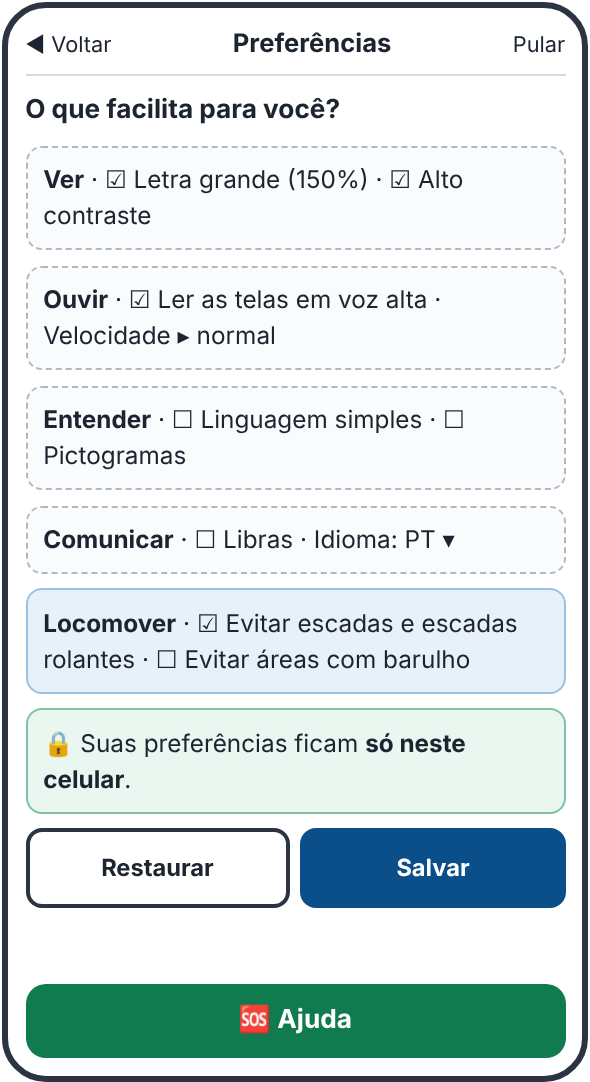 ◀ Voltar Preferências Pular
O que facilita para você?
Ver · ☑ Letra grande (150%) · ☑ Alto
contraste
Ouvir · ☑ Ler as telas em voz alta ·
Velocidade ▸ normal
Entender · ☐ Linguagem simples · ☐
Pictogramas
Comunicar · ☐ Libras · Idioma: PT ▾
Locomover · ☑ Evitar escadas e escadas
rolantes · ☐ Evitar áreas com barulho
🔒 Suas preferências ficam só neste
celular.
Restaurar Salvar
🆘 Ajuda